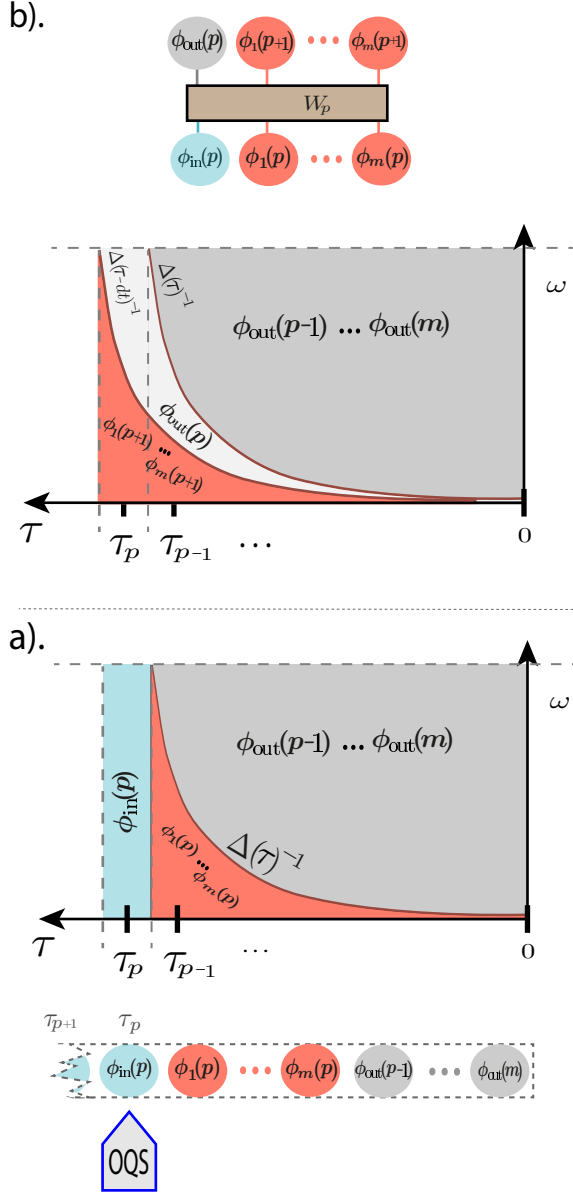 b).
ϕout(p) ϕ1(p+1) ••• ϕm(p+1)
Wp
ϕin(p) ϕ1(p) ••• ϕm(p)
ω
Δ(τ-dt)⁻¹
Δ(τ)⁻¹
ϕout(p-1) ... ϕout(m)
ϕout(p)
ϕ1(p+1) ...
ϕm(p+1)
τ τp τp-1 ... 0
a).
ω
ϕout(p-1) ... ϕout(m)
ϕin(p)
ϕ1(p) ...
ϕm(p)
Δ(τ)⁻¹
τ τp τp-1 ... 0
τp+1 τp
ϕin(p) ϕ1(p) ••• ϕm(p) ϕout(p-1) ••• ϕout(m)
OQS